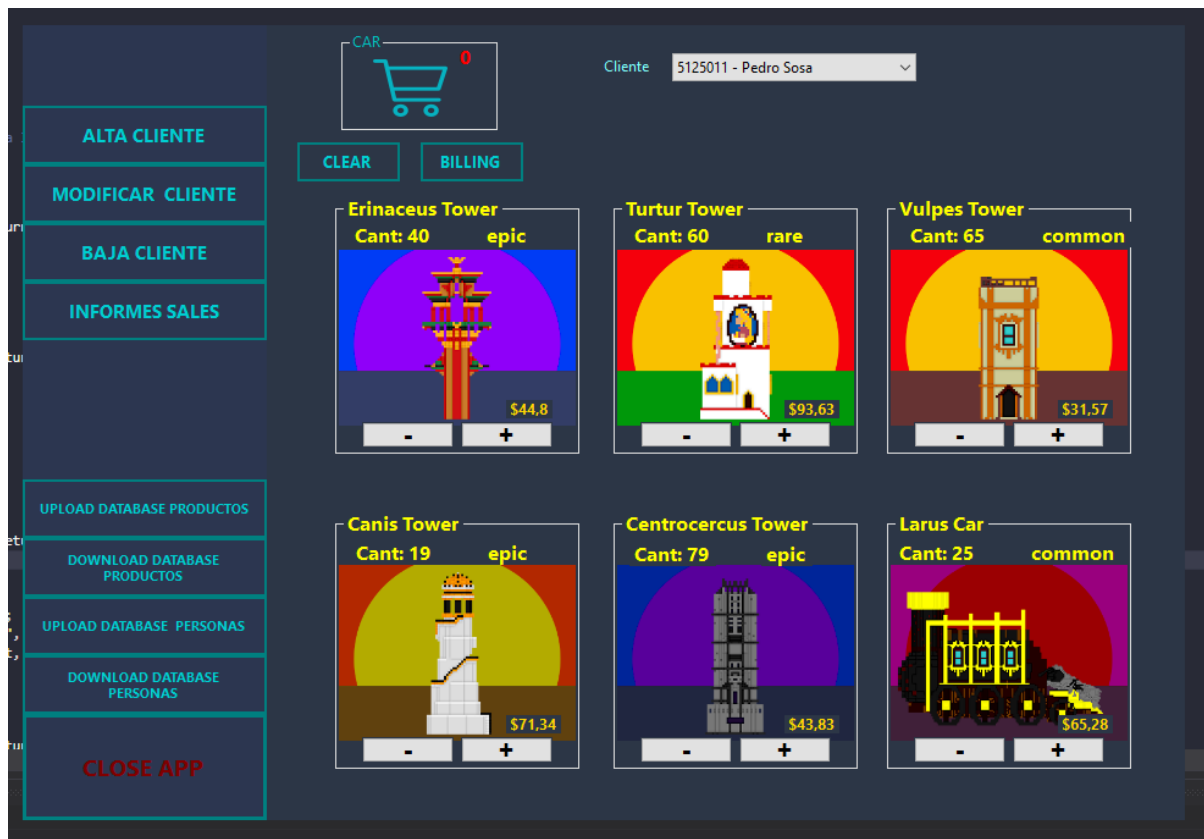 CAR
0
Cliente
5125011 - Pedro Sosa
ALTA CLIENTE
MODIFICAR  CLIENTE
BAJA CLIENTE
INFORMES SALES
CLEAR
BILLING
Erinaceus Tower
Cant: 40 epic
$44,8
- +
Turtur Tower
Cant: 60 rare
$93,63
- +
Vulpes Tower
Cant: 65 common
$31,57
- +
UPLOAD DATABASE PRODUCTOS
DOWNLOAD DATABASE
PRODUCTOS
UPLOAD DATABASE  PERSONAS
DOWNLOAD DATABASE
PERSONAS
CLOSE APP
Canis Tower
Cant: 19 epic
$71,34
- +
Centrocercus Tower
Cant: 79 epic
$43,83
- +
Larus Car
Cant: 25 common
$65,28
- +